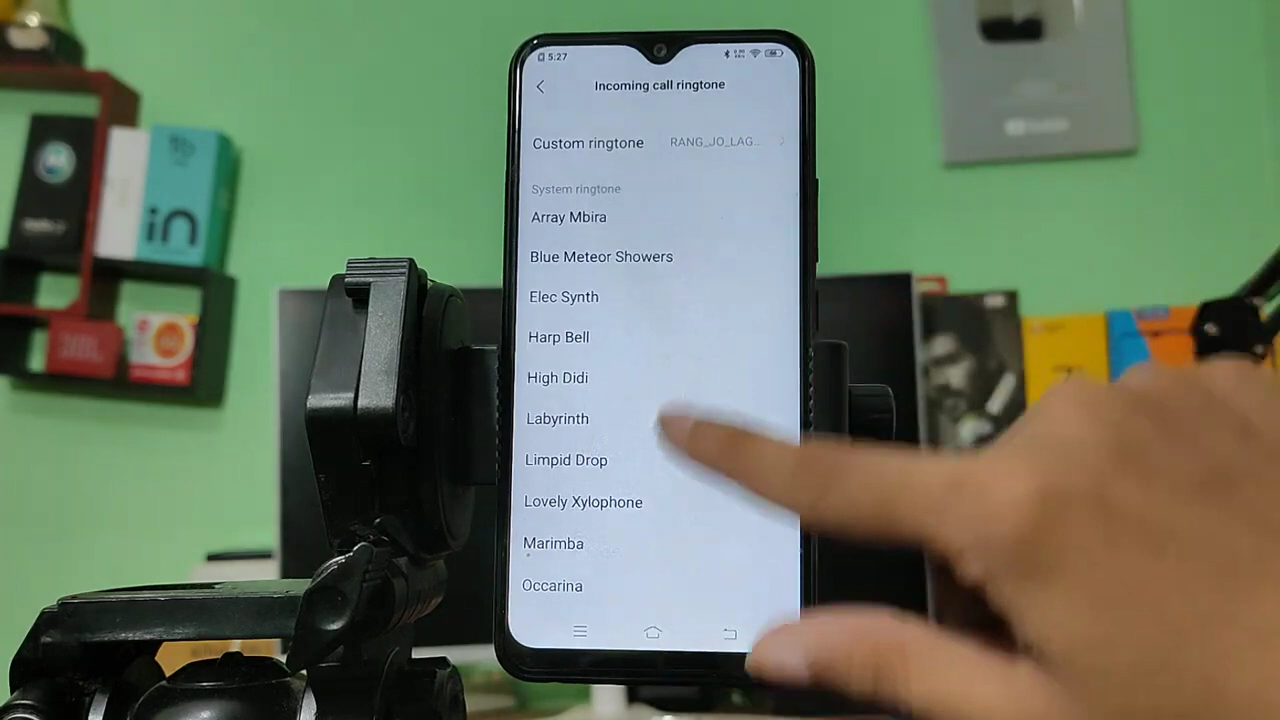 5:27
Incoming call ringtone
Custom ringtone RANG_JO_LAG..
System ringtone
Array Mbira
Blue Meteor Showers
Elec Synth
Harp Bell
High Didi
Labyrinth
Limpid Drop
Lovely Xylophone
Marimba
Occarina
in
JBL